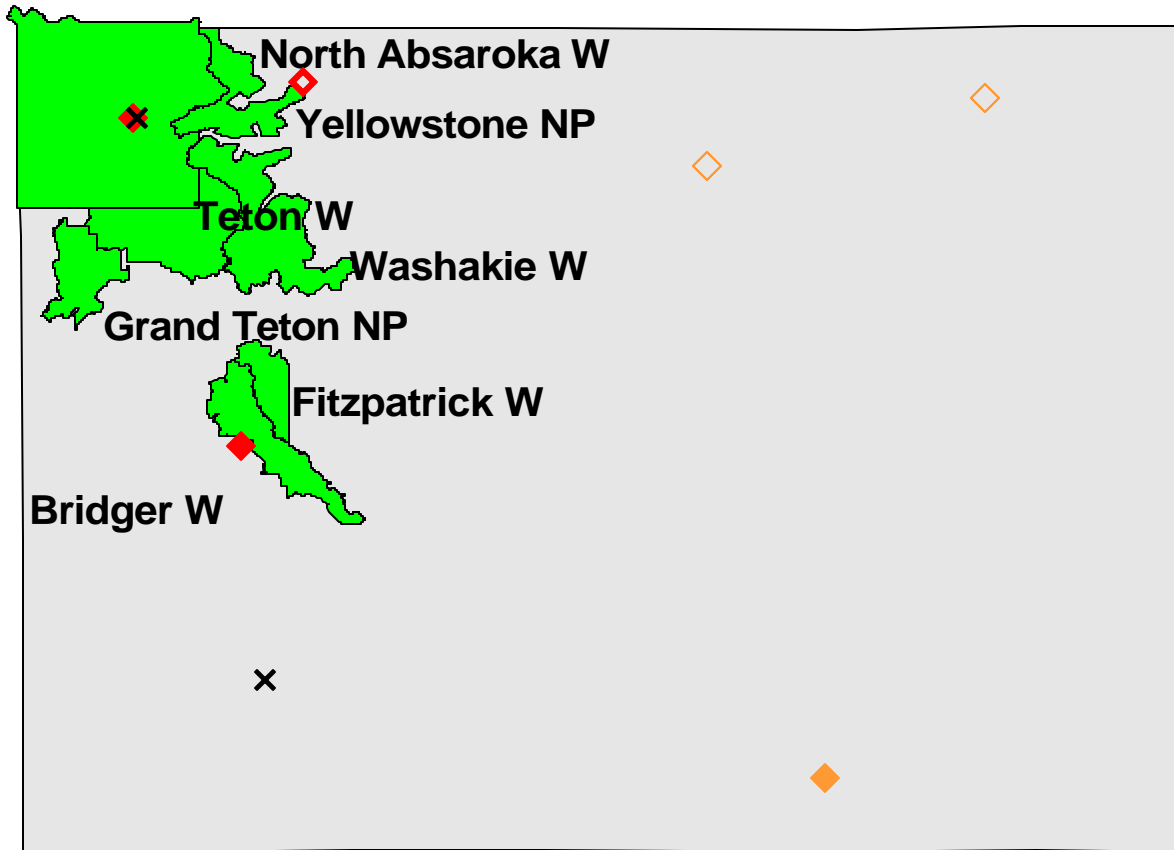 North Absaroka W
Yellowstone NP
Teton W
Washakie W
Grand Teton NP
Fitzpatrick W
Bridger W